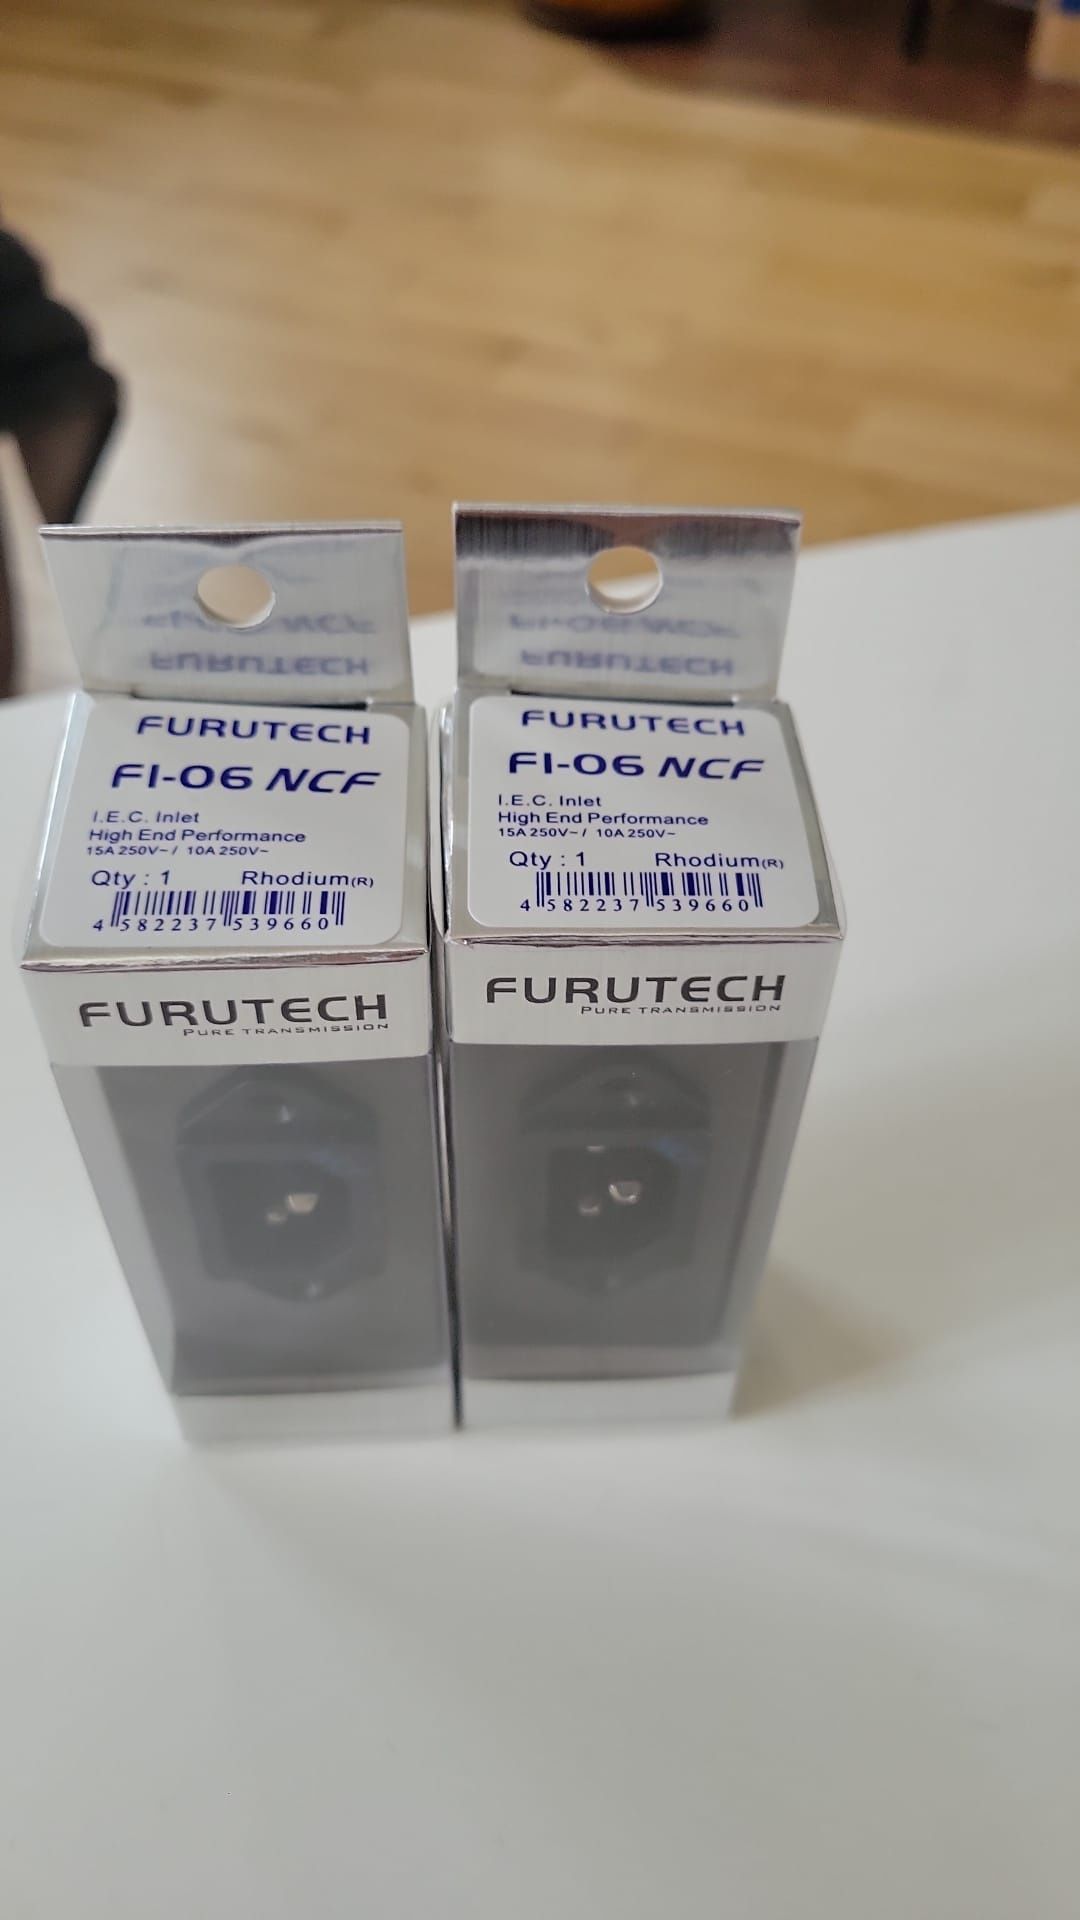 FURUTECH
FI-06 NCF
I.E.C. Inlet
High End Performance
15A 250V~ / 10A 250V~
Qty : 1 Rhodium(R)
4 582237 539660
FURUTECH
PURE TRANSMISSION
FURUTECH
FI-06 NCF
I.E.C. Inlet
High End Performance
15A 250V~ / 10A 250V~
Qty : 1 Rhodium(R)
4 582237 539660
FURUTECH
PURE TRANSMISSION